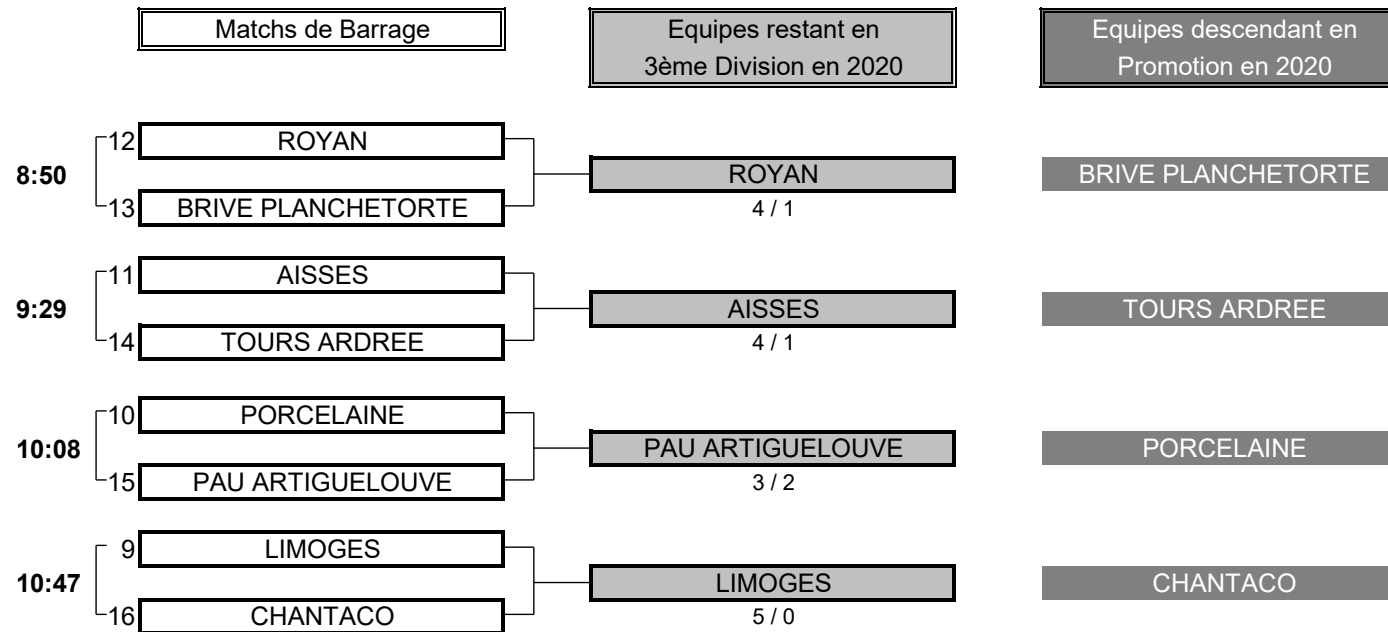 Matchs de Barrage
Equipes restant en
3ème Division en 2020
Equipes descendant en
Promotion en 2020
12 ROYAN
8:50 ROYAN BRIVE PLANCHETORTE
13 BRIVE PLANCHETORTE 4 / 1
11 AISSES
9:29 AISSES TOURS ARDREE
14 TOURS ARDREE 4 / 1
10 PORCELAINE
10:08 PAU ARTIGUELOUVE PORCELAINE
15 PAU ARTIGUELOUVE 3 / 2
9 LIMOGES
10:47 LIMOGES CHANTACO
16 CHANTACO 5 / 0